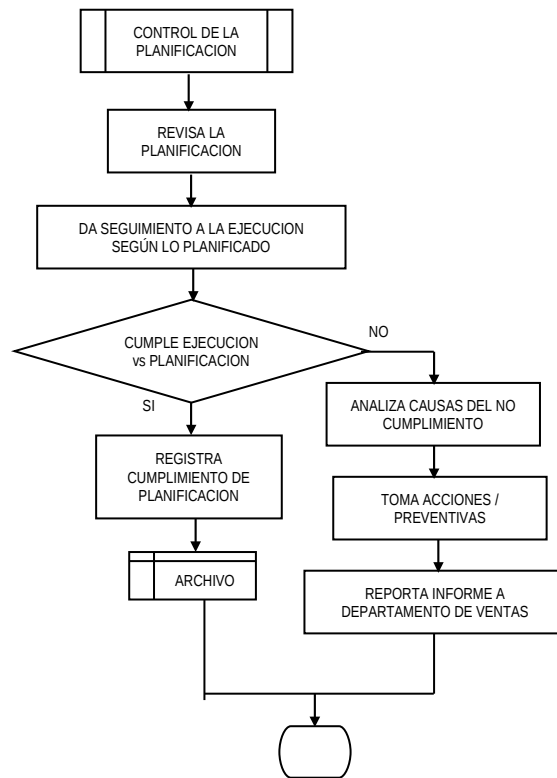 CONTROL DE LA
PLANIFICACION
REVISA LA
PLANIFICACION
DA SEGUIMIENTO A LA EJECUCION
SEGÚN LO PLANIFICADO
CUMPLE EJECUCION
vs PLANIFICACION
NO
SI
ANALIZA CAUSAS DEL NO
CUMPLIMIENTO
REGISTRA
CUMPLIMIENTO DE
PLANIFICACION
TOMA ACCIONES /
PREVENTIVAS
ARCHIVO
REPORTA INFORME A
DEPARTAMENTO DE VENTAS